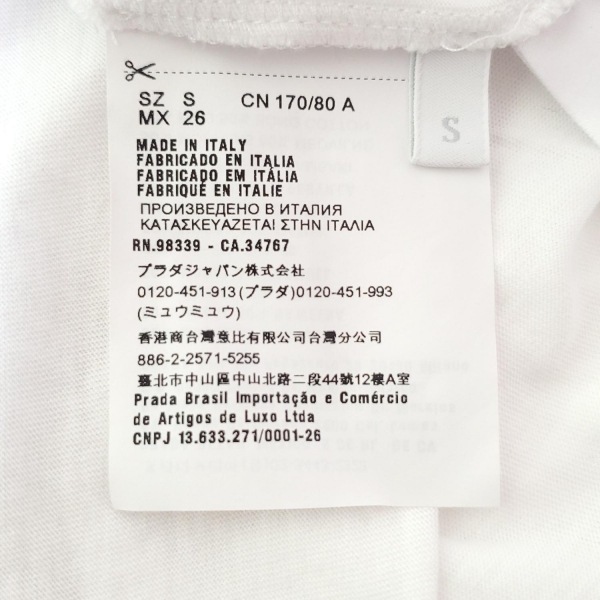 SZ S CN 170/80 A
MX 26
S
MADE IN ITALY
FABRICADO EN ITALIA
FABRICADO EM ITÁLIA
FABRIQUÉ EN ITALIE
ПРОИЗВЕДЕНО В ИТАЛИЯ
ΚΑΤΑΣΚΕΥΑΖΕΤΑΙ ΣΤΗΝ ΙΤΑΛΙΑ
RN.98339 - CA.34767
プラダジャパン株式会社
0120-451-913(プラダ)0120-451-993
(ミュウミュウ)
香港商台灣意比有限公司台灣分公司
886-2-2571-5255
臺北市中山區中山北路二段44號12樓A室
Prada Brasil Importação e Comércio
de Artigos de Luxo Ltda
CNPJ 13.633.271/0001-26